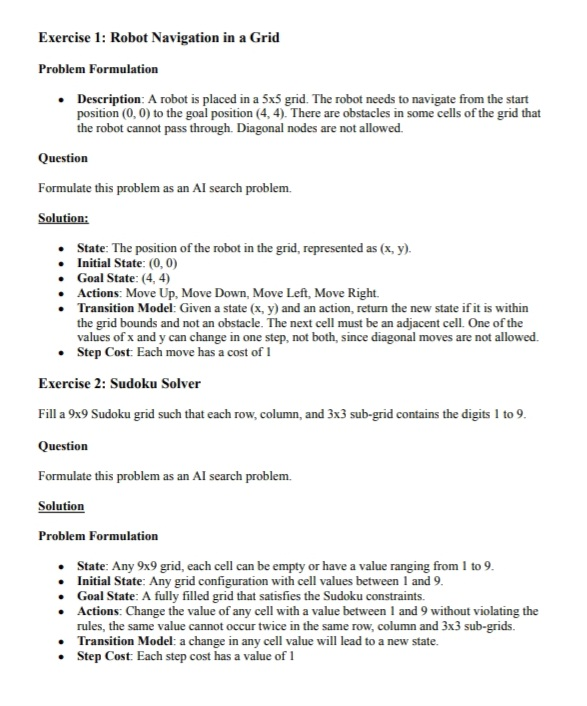 Exercise 1: Robot Navigation in a Grid
Problem Formulation
• Description: A robot is placed in a 5x5 grid. The robot needs to navigate from the start
position (0, 0) to the goal position (4, 4). There are obstacles in some cells of the grid that
the robot cannot pass through. Diagonal nodes are not allowed.
Question
Formulate this problem as an AI search problem.
Solution:
• State: The position of the robot in the grid, represented as (x, y).
• Initial State: (0, 0)
• Goal State: (4, 4)
• Actions: Move Up, Move Down, Move Left, Move Right.
• Transition Model: Given a state (x, y) and an action, return the new state if it is within
the grid bounds and not an obstacle. The next cell must be an adjacent cell. One of the
values of x and y can change in one step, not both, since diagonal moves are not allowed.
• Step Cost: Each move has a cost of 1
Exercise 2: Sudoku Solver
Fill a 9x9 Sudoku grid such that each row, column, and 3x3 sub-grid contains the digits 1 to 9.
Question
Formulate this problem as an AI search problem.
Solution
Problem Formulation
• State: Any 9x9 grid, each cell can be empty or have a value ranging from 1 to 9.
• Initial State: Any grid configuration with cell values between 1 and 9.
• Goal State: A fully filled grid that satisfies the Sudoku constraints.
• Actions: Change the value of any cell with a value between 1 and 9 without violating the
rules, the same value cannot occur twice in the same row, column and 3x3 sub-grids.
• Transition Model: a change in any cell value will lead to a new state.
• Step Cost: Each step cost has a value of 1